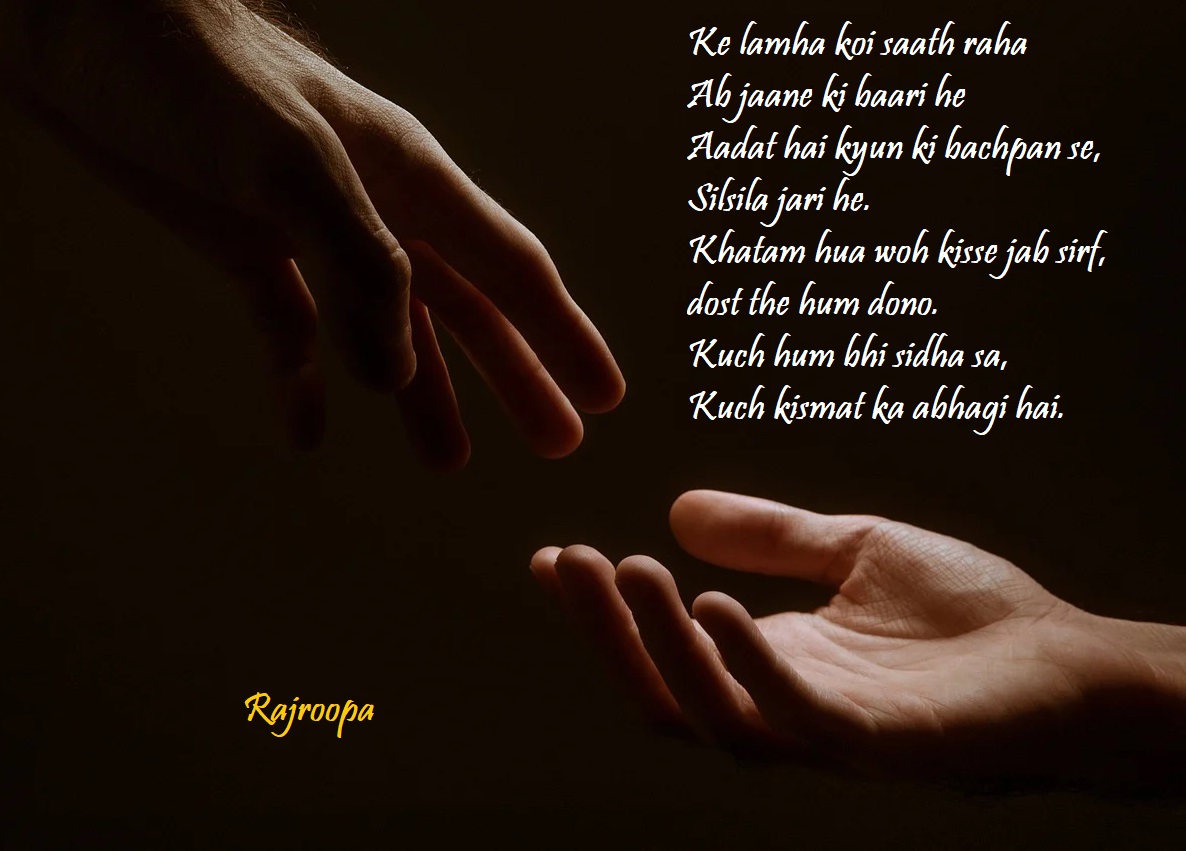 Ke lamha koi saath raha
Ab jaane ki baari he
Aadat hai kyun ki bachpan se,
Silsila jari he.
Khatam hua woh kisse jab sirf,
dost the hum dono.
Kuch hum bhi sidha sa,
Kuch kismat ka abhagi hai.
Rajroopa